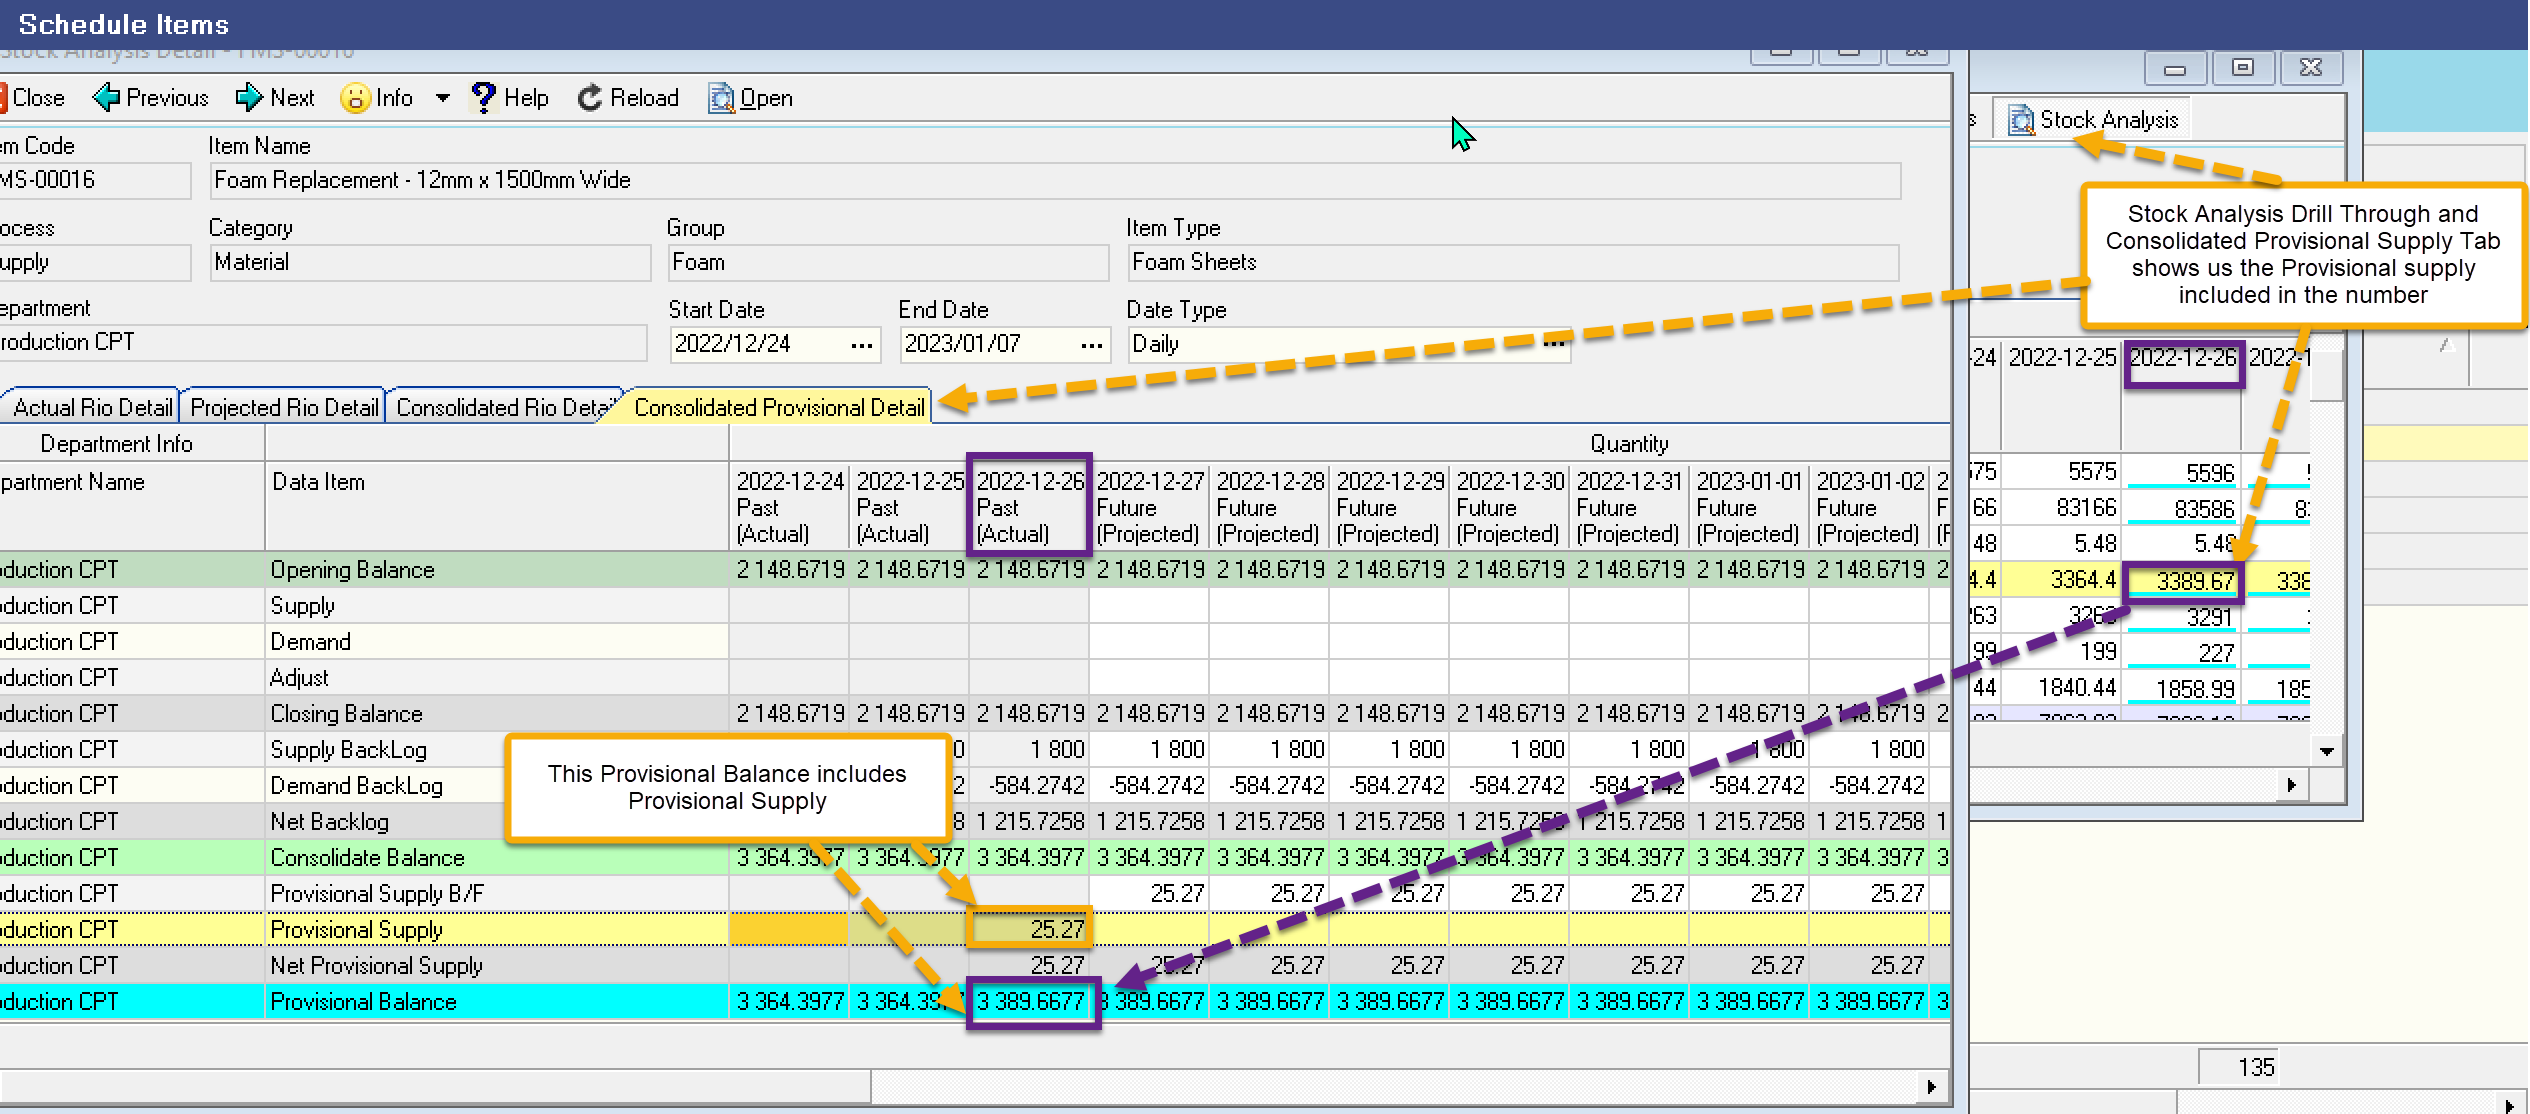 Schedule Items
Stock Analysis Detail - FMS-00016
Close Previous Next Info Help Reload Open
Stock Analysis
em Code Item Name
MS-00016 Foam Replacement - 12mm x 1500mm Wide
ocess Category Group Item Type
upply Material Foam Foam Sheets
epartment Start Date End Date Date Type
roduction CPT 2022/12/24 ... 2023/01/07 ... Daily ...
Stock Analysis Drill Through and
Consolidated Provisional Supply Tab
shows us the Provisional supply
included in the number
Actual Rio Detail Projected Rio Detail Consolidated Rio Detail Consolidated Provisional Detail
Department Info Quantity
partment Name Data Item
2022-12-24 2022-12-25 2022-12-26 2022-12-27 2022-12-28 2022-12-29 2022-12-30 2022-12-31 2023-01-01 2023-01-02 2
Past Past Past Future Future Future Future Future Future Future F
(Actual) (Actual) (Actual) (Projected) (Projected) (Projected) (Projected) (Projected) (Projected) (Projected) (F
duction CPT Opening Balance 2 148.6719 2 148.6719 2 148.6719 2 148.6719 2 148.6719 2 148.6719 2 148.6719 2 148.6719 2 148.6719 2 148.6719 2
duction CPT Supply
duction CPT Demand
duction CPT Adjust
duction CPT Closing Balance 2 148.6719 2 148.6719 2 148.6719 2 148.6719 2 148.6719 2 148.6719 2 148.6719 2 148.6719 2 148.6719 2 148.6719 2
duction CPT Supply BackLog 0 1 800 1 800 1 800 1 800 1 800 1 800 1 800 1 800
duction CPT Demand BackLog 2 -584.2742 -584.2742 -584.2742 -584.2742 -584.2742 -584.2742 -584.2742 -584.2742
duction CPT Net Backlog 8 1 215.7258 1 215.7258 1 215.7258 1 215.7258 1 215.7258 1 215.7258 1 215.7258 1 215.7258 1
duction CPT Consolidate Balance 3 364.3977 3 364.3977 3 364.3977 3 364.3977 3 364.3977 3 364.3977 3 364.3977 3 364.3977 3 364.3977 3 364.3977 3
duction CPT Provisional Supply B/F 25.27 25.27 25.27 25.27 25.27 25.27 25.27
duction CPT Provisional Supply 25.27
duction CPT Net Provisional Supply 25.27 25.27 25.27 25.27 25.27 25.27 25.27 25.27
duction CPT Provisional Balance 3 364.3977 3 364.3977 3 389.6677 3 389.6677 3 389.6677 3 389.6677 3 389.6677 3 389.6677 3 389.6677 3 389.6677 3
This Provisional Balance includes
Provisional Supply
-24 2022-12-25 2022-12-26 2022-1
575 5575 5596
66 83166 83586 8
48 5.48 5.48
4.4 3364.4 3389.67 338
263 3263 3291
99 199 227
44 1840.44 1858.99 185
135